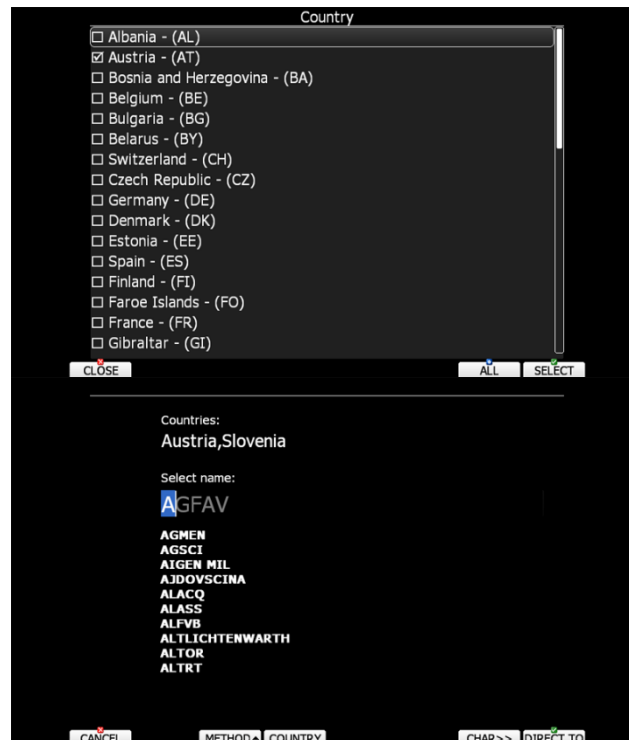 Country
☐ Albania - (AL)
☑ Austria - (AT)
☐ Bosnia and Herzegovina - (BA)
☐ Belgium - (BE)
☐ Bulgaria - (BG)
☐ Belarus - (BY)
☐ Switzerland - (CH)
☐ Czech Republic - (CZ)
☐ Germany - (DE)
☐ Denmark - (DK)
☐ Estonia - (EE)
☐ Spain - (ES)
☐ Finland - (FI)
☐ Faroe Islands - (FO)
☐ France - (FR)
☐ Gibraltar - (GI)
CLOSE ALL SELECT
Countries:
Austria,Slovenia
Select name:
AGFAV
AGMEN
AGSCI
AIGEN MIL
AJDOVSCINA
ALACQ
ALASS
ALFVB
ALTLICHTENWARTH
ALTOR
ALTRT
CANCEL METHOD▲ COUNTRY CHAR>> DIRECT TO